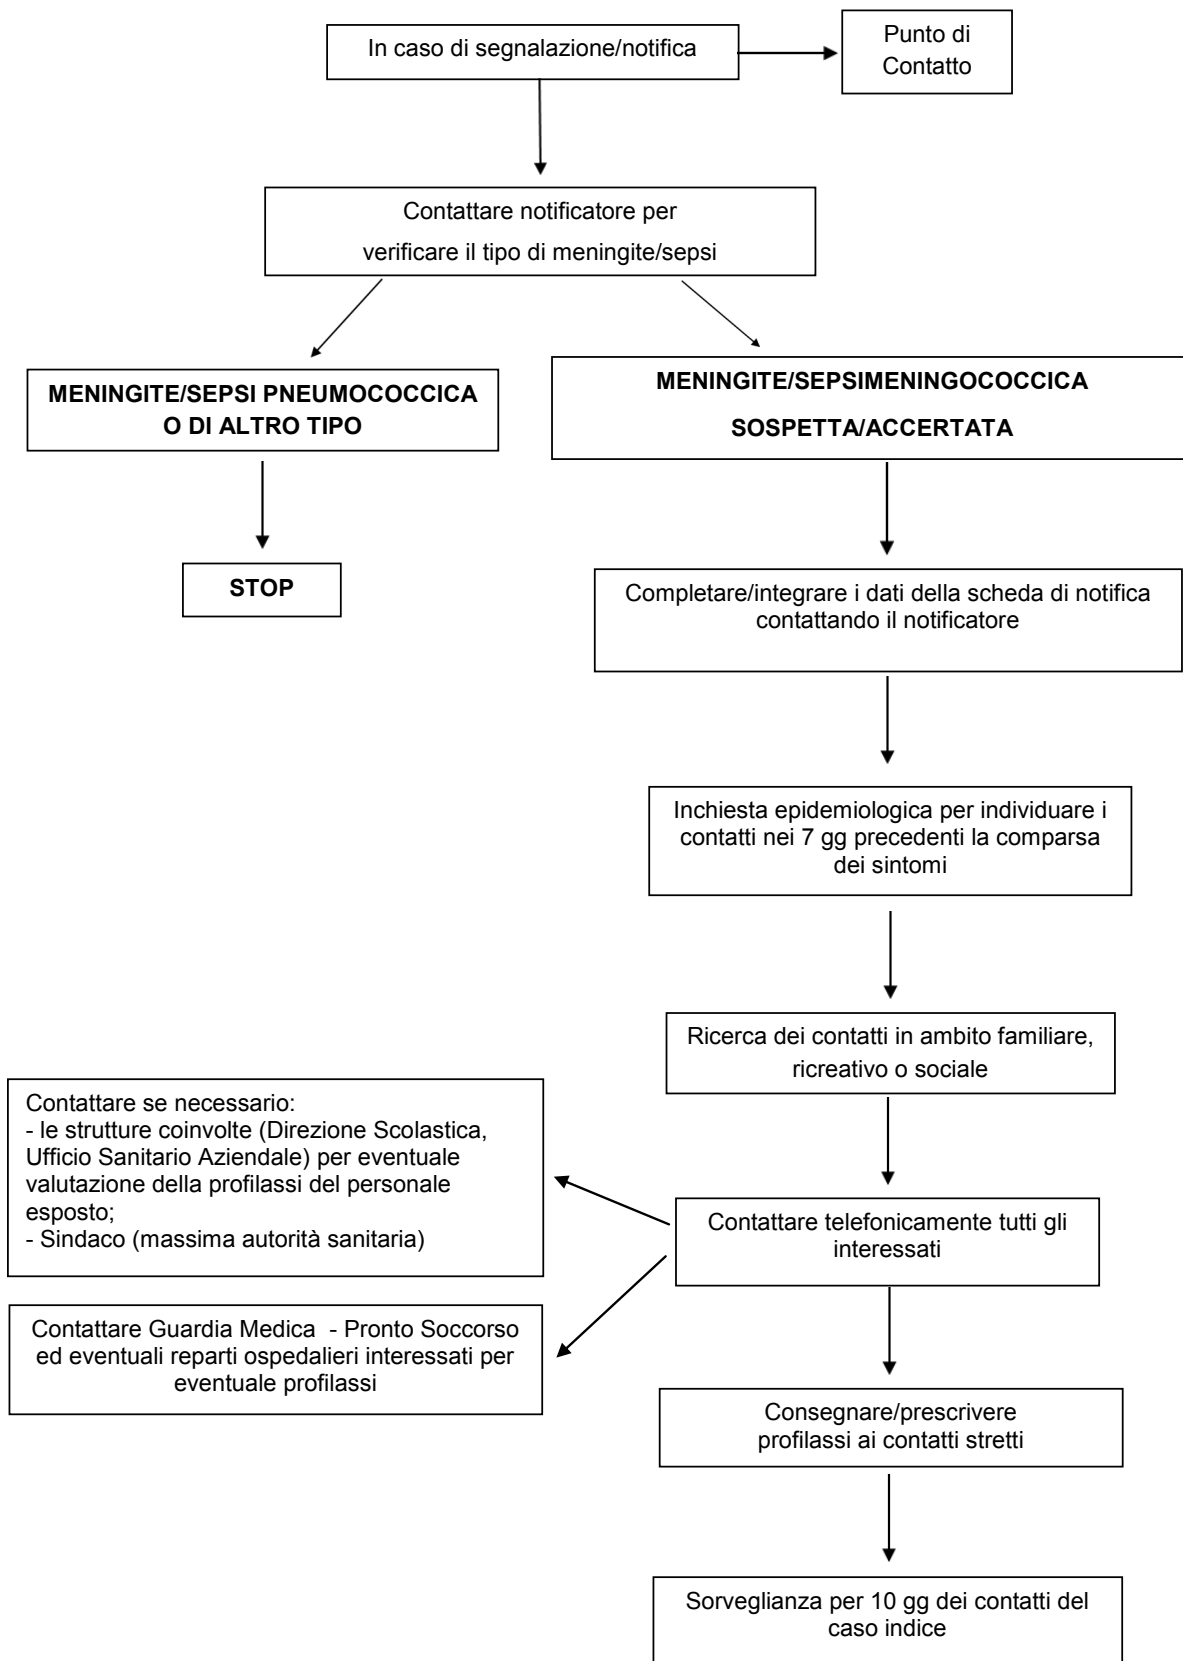 In caso di segnalazione/notifica
Punto di
Contatto
Contattare notificatore per
verificare il tipo di meningite/sepsi
MENINGITE/SEPSI PNEUMOCOCCICA
O DI ALTRO TIPO
MENINGITE/SEPSIMENINGOCOCCICA
SOSPETTA/ACCERTATA
STOP
Completare/integrare i dati della scheda di notifica
contattando il notificatore
Inchiesta epidemiologica per individuare i
contatti nei 7 gg precedenti la comparsa
dei sintomi
Ricerca dei contatti in ambito familiare,
ricreativo o sociale
Contattare se necessario:
- le strutture coinvolte (Direzione Scolastica,
Ufficio Sanitario Aziendale) per eventuale
valutazione della profilassi del personale
esposto;
- Sindaco (massima autorità sanitaria)
Contattare telefonicamente tutti gli
interessati
Contattare Guardia Medica - Pronto Soccorso
ed eventuali reparti ospedalieri interessati per
eventuale profilassi
Consegnare/prescrivere
profilassi ai contatti stretti
Sorveglianza per 10 gg dei contatti del
caso indice